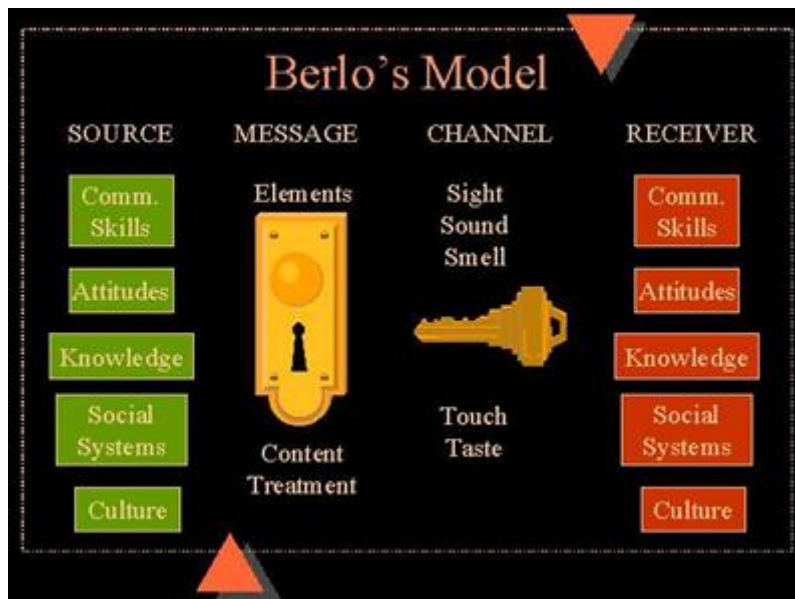 Berlo's Model
SOURCE
Comm.
Skills
Attitudes
Knowledge
Social
Systems
Culture
MESSAGE
Elements
Content
Treatment
CHANNEL
Sight
Sound
Smell
Touch
Taste
RECEIVER
Comm.
Skills
Attitudes
Knowledge
Social
Systems
Culture